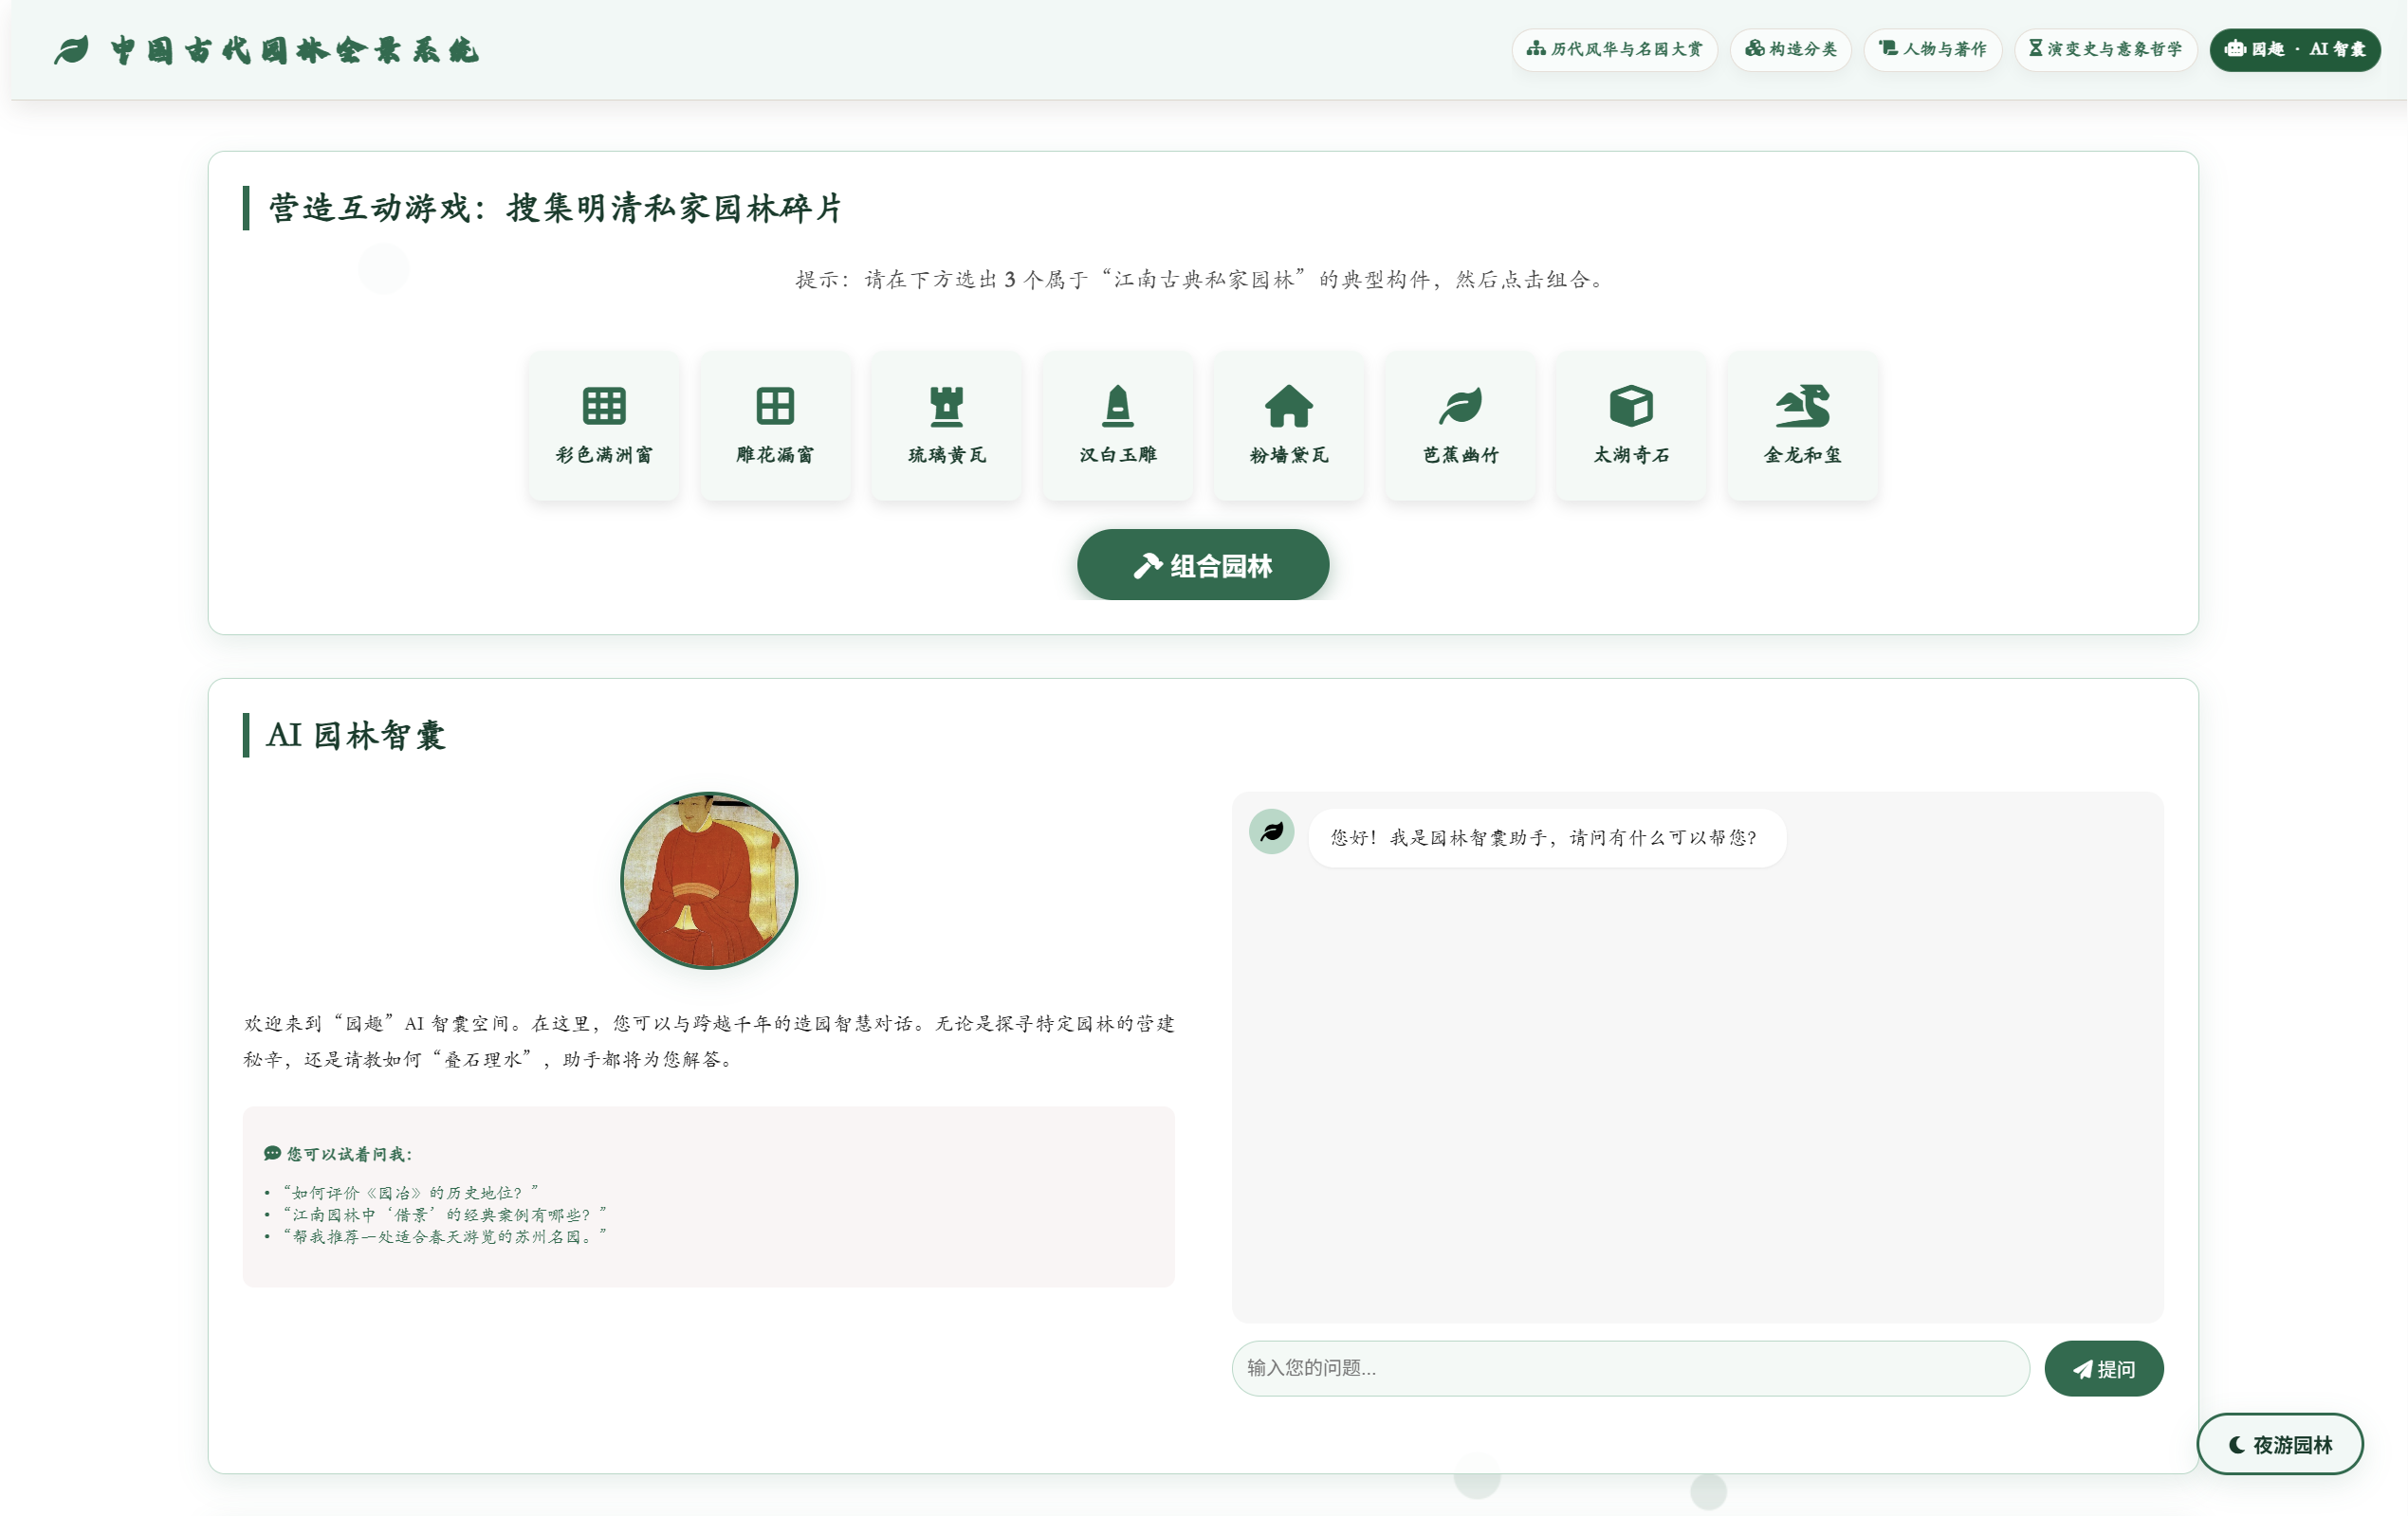 中国古代园林全景系统
历代风华与名园大赏
构造分类
人物与著作
演变史与意象哲学
园趣 · AI 智囊
营造互动游戏：搜集明清私家园林碎片
提示：请在下方选出 3 个属于“江南古典私家园林”的典型构件，然后点击组合。
彩色满洲窗
雕花漏窗
琉璃黄瓦
汉白玉雕
粉墙黛瓦
芭蕉幽竹
太湖奇石
金龙和玺
组合园林
AI 园林智囊
欢迎来到“园趣”AI 智囊空间。在这里，您可以与跨越千年的造园智慧对话。无论是探寻特定园林的营建
秘辛，还是请教如何“叠石理水”，助手都将为您解答。
您可以试着问我：
• “如何评价《园冶》的历史地位？”
• “江南园林中‘借景’的经典案例有哪些？”
• “帮我推荐一处适合春天游览的苏州名园。”
您好！我是园林智囊助手，请问有什么可以帮您？
输入您的问题...
提问
夜游园林